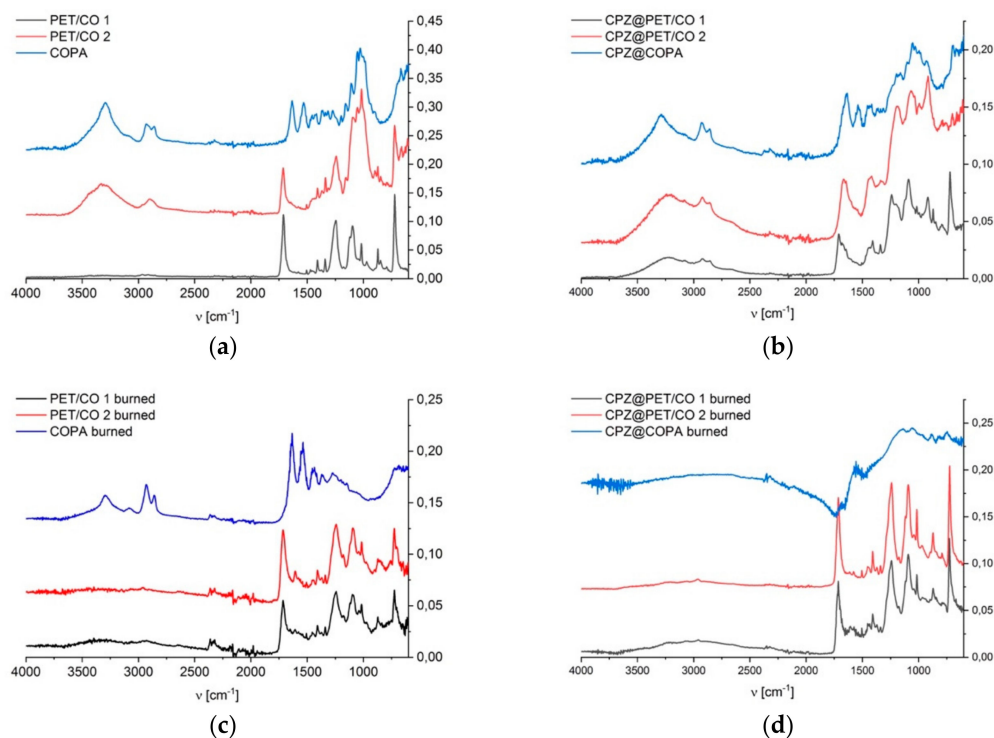 PET/CO 1
PET/CO 2
COPA
0,45
0,40
0,35
0,30
0,25
0,20
0,15
0,10
0,05
0,00
4000 3500 3000 2500 2000 1500 1000
ν [cm⁻¹]
(a)
CPZ@PET/CO 1
CPZ@PET/CO 2
CPZ@COPA
0,20
0,15
0,10
0,05
0,00
4000 3500 3000 2500 2000 1500 1000
ν [cm⁻¹]
(b)
PET/CO 1 burned
PET/CO 2 burned
COPA burned
0,25
0,20
0,15
0,10
0,05
0,00
4000 3500 3000 2500 2000 1500 1000
ν [cm⁻¹]
(c)
CPZ@PET/CO 1 burned
CPZ@PET/CO 2 burned
CPZ@COPA burned
0,25
0,20
0,15
0,10
0,05
0,00
4000 3500 3000 2500 2000 1500 1000
ν [cm⁻¹]
(d)